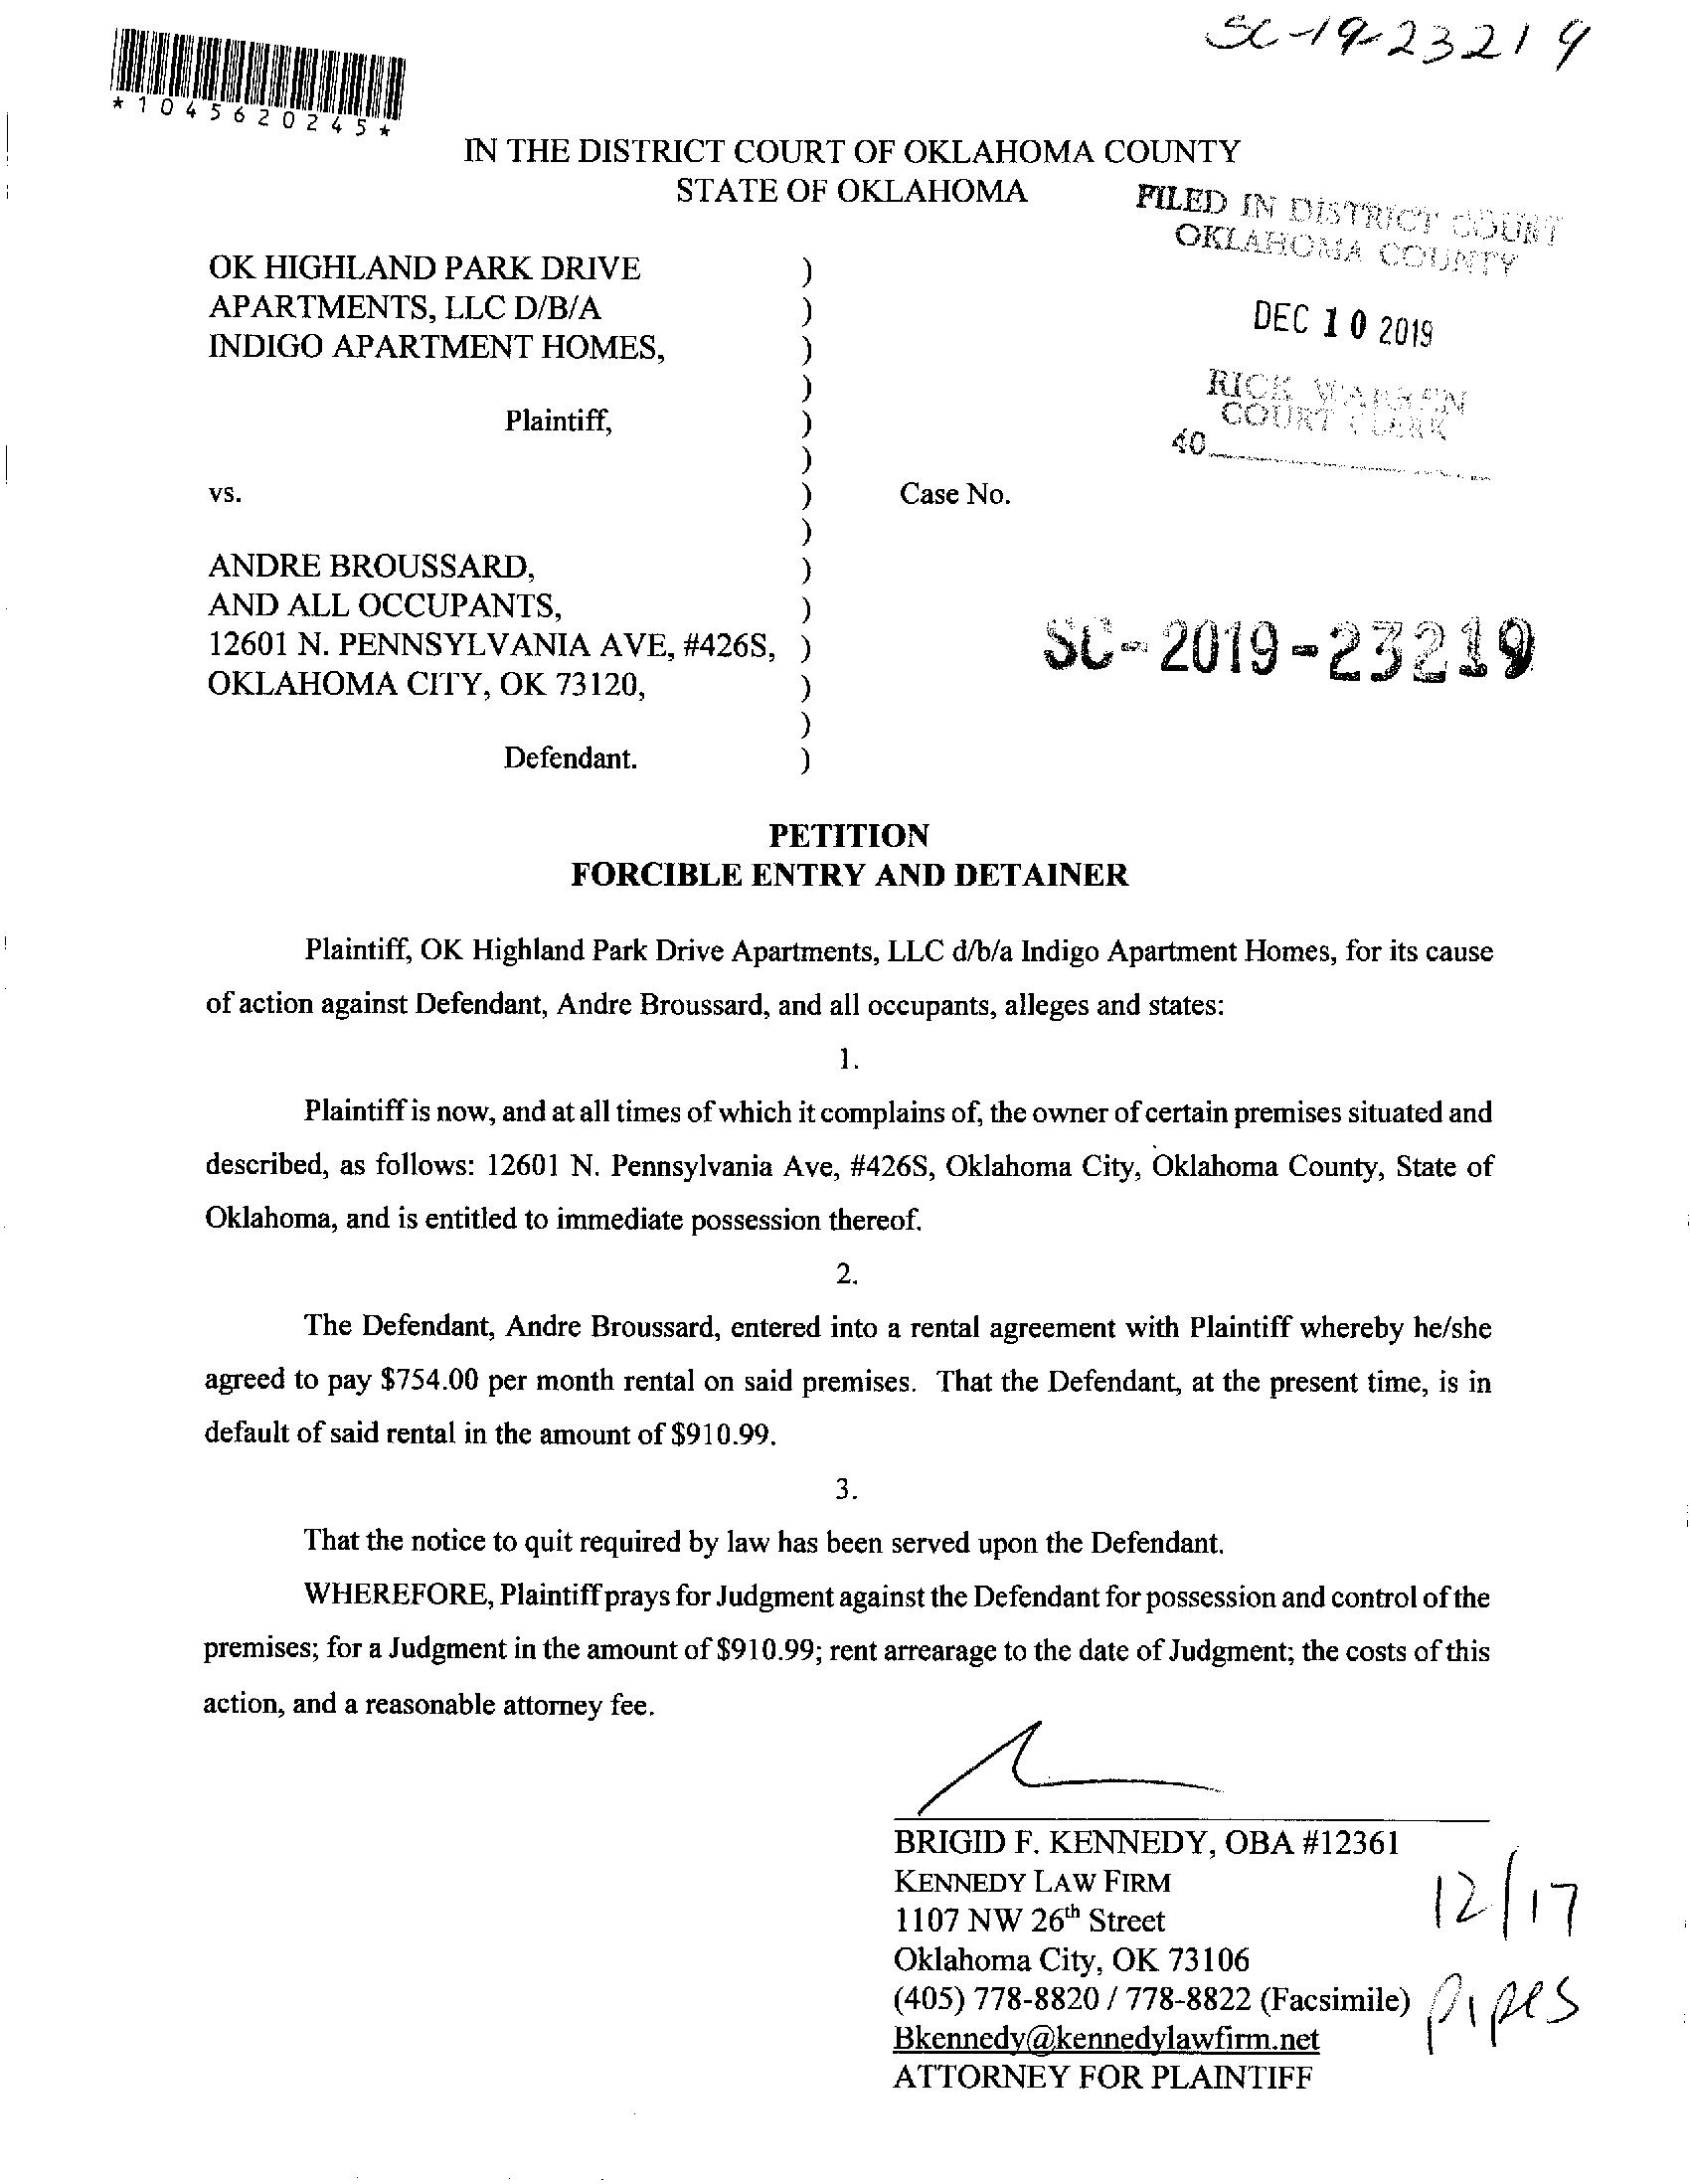 SC-19-23219
*1045620245*
IN THE DISTRICT COURT OF OKLAHOMA COUNTY
STATE OF OKLAHOMA
FILED IN DISTRICT COURT
OKLAHOMA COUNTY
DEC 10 2019
RICK WARREN
COURT CLERK
40
OK HIGHLAND PARK DRIVE )
APARTMENTS, LLC D/B/A )
INDIGO APARTMENT HOMES, )
)
Plaintiff, )
)
vs. ) Case No.
)
ANDRE BROUSSARD, )
AND ALL OCCUPANTS, )
12601 N. PENNSYLVANIA AVE, #426S, ) SC-2019-23219
OKLAHOMA CITY, OK 73120, )
)
Defendant. )
PETITION
FORCIBLE ENTRY AND DETAINER
Plaintiff, OK Highland Park Drive Apartments, LLC d/b/a Indigo Apartment Homes, for its cause
of action against Defendant, Andre Broussard, and all occupants, alleges and states:
1.
Plaintiff is now, and at all times of which it complains of, the owner of certain premises situated and
described, as follows: 12601 N. Pennsylvania Ave, #426S, Oklahoma City, Oklahoma County, State of
Oklahoma, and is entitled to immediate possession thereof.
2.
The Defendant, Andre Broussard, entered into a rental agreement with Plaintiff whereby he/she
agreed to pay $754.00 per month rental on said premises. That the Defendant, at the present time, is in
default of said rental in the amount of $910.99.
3.
That the notice to quit required by law has been served upon the Defendant.
WHEREFORE, Plaintiff prays for Judgment against the Defendant for possession and control of the
premises; for a Judgment in the amount of $910.99; rent arrearage to the date of Judgment; the costs of this
action, and a reasonable attorney fee.
BRIGID F. KENNEDY, OBA #12361
KENNEDY LAW FIRM
1107 NW 26th Street
Oklahoma City, OK 73106
(405) 778-8820 / 778-8822 (Facsimile)
Bkennedy@kennedylawfirm.net
ATTORNEY FOR PLAINTIFF
12/17
pipes